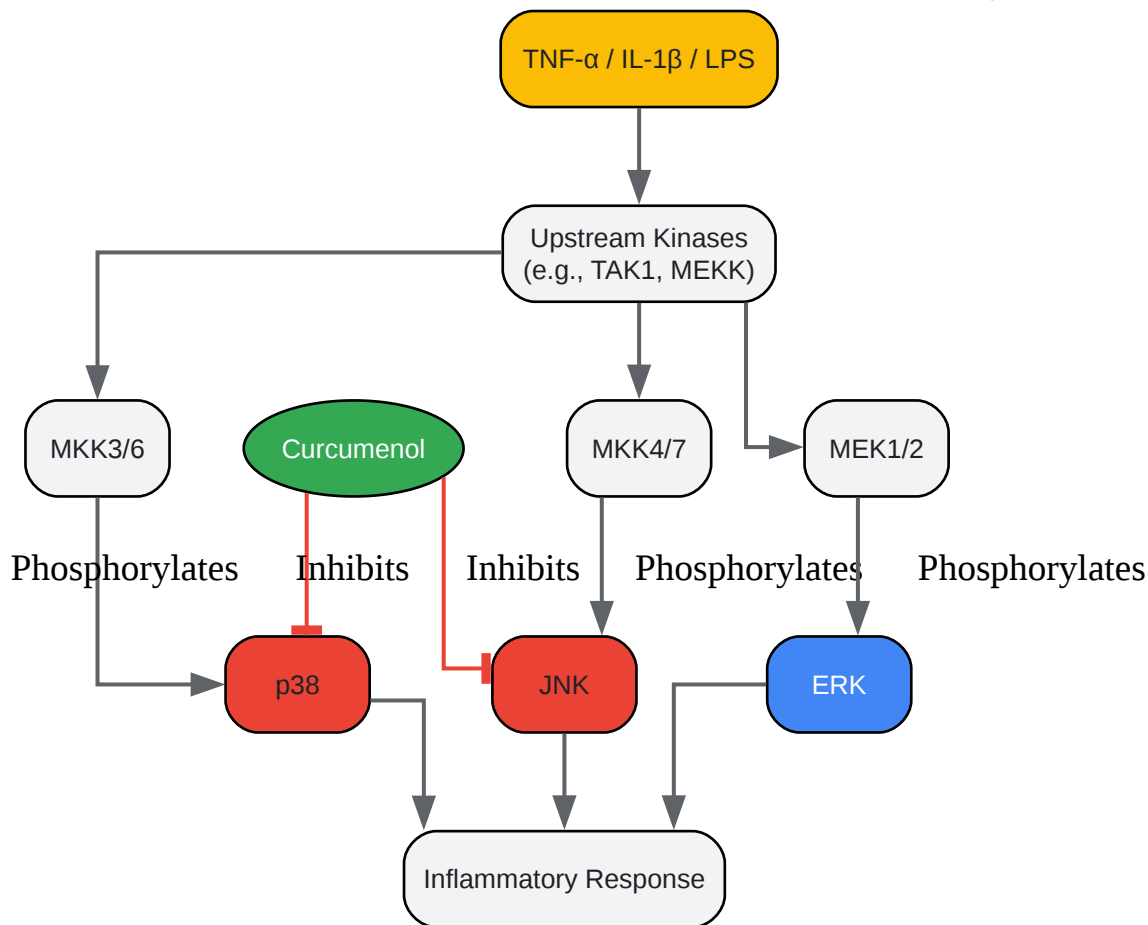 TNF-α / IL-1β / LPS
Upstream Kinases
(e.g., TAK1, MEKK)
MKK3/6
Curcumenol
MKK4/7
MEK1/2
Phosphorylates
Inhibits
Inhibits
Phosphorylates
Phosphorylates
p38
JNK
ERK
Inflammatory Response